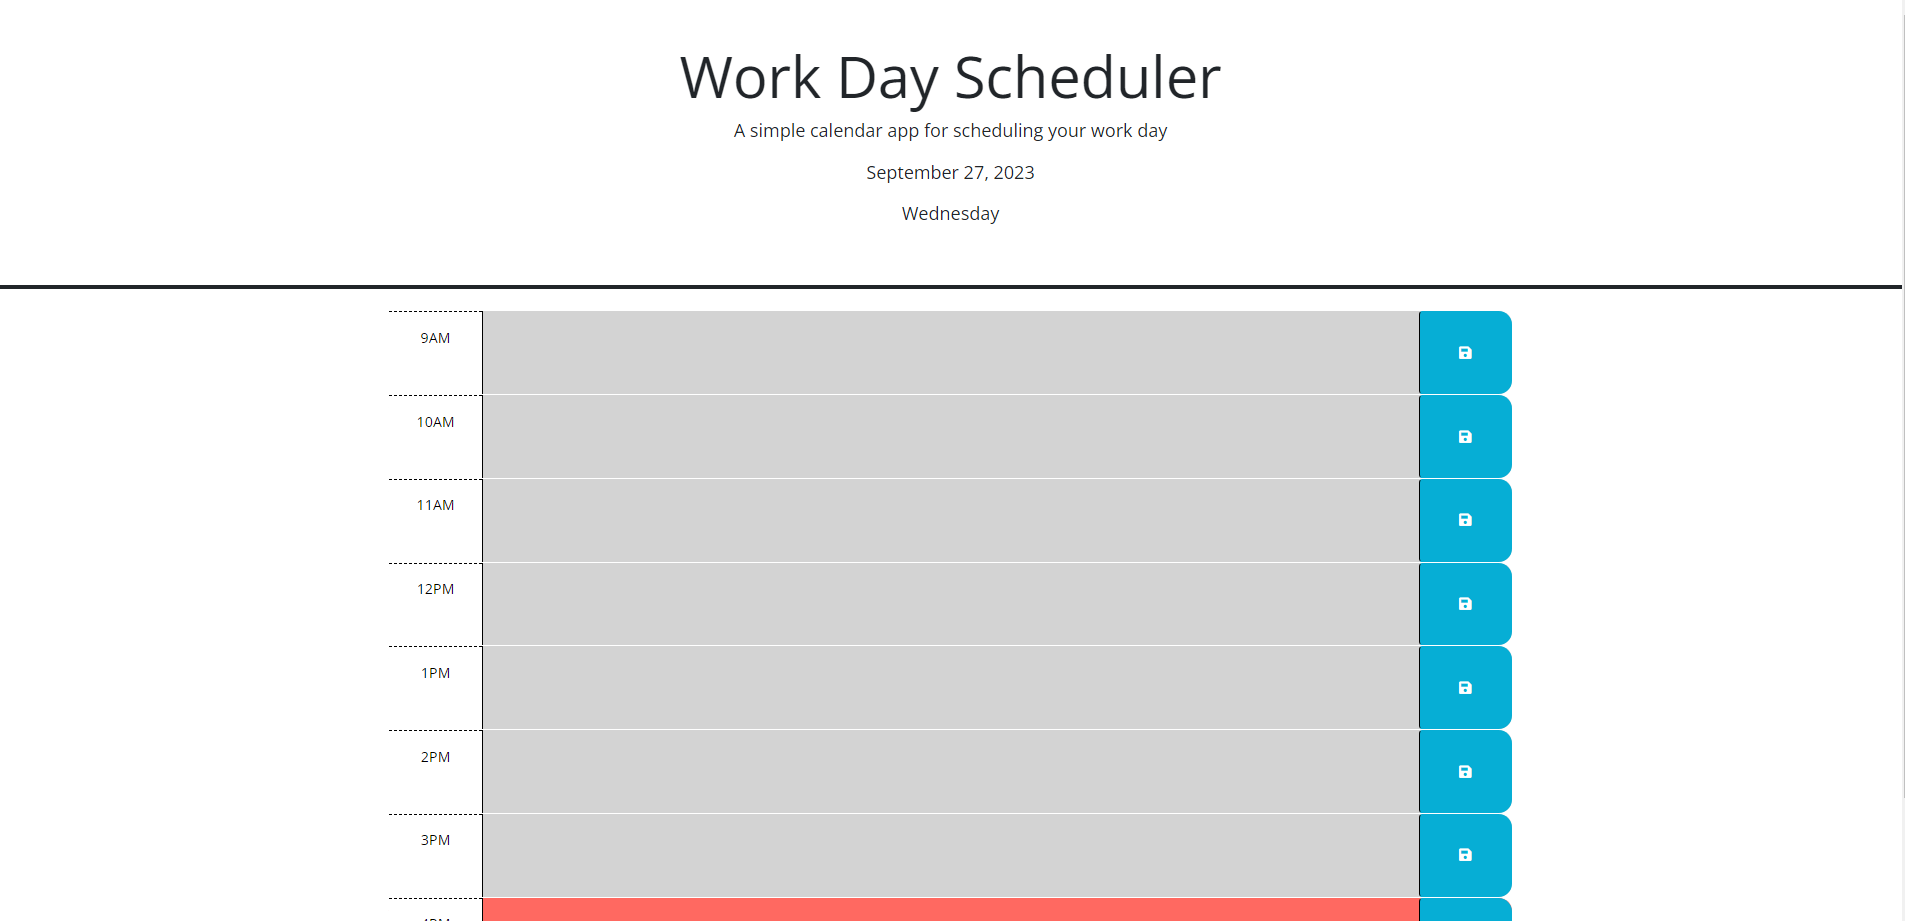 Work Day Scheduler
A simple calendar app for scheduling your work day
September 27, 2023
Wednesday
9AM
10AM
11AM
12PM
1PM
2PM
3PM